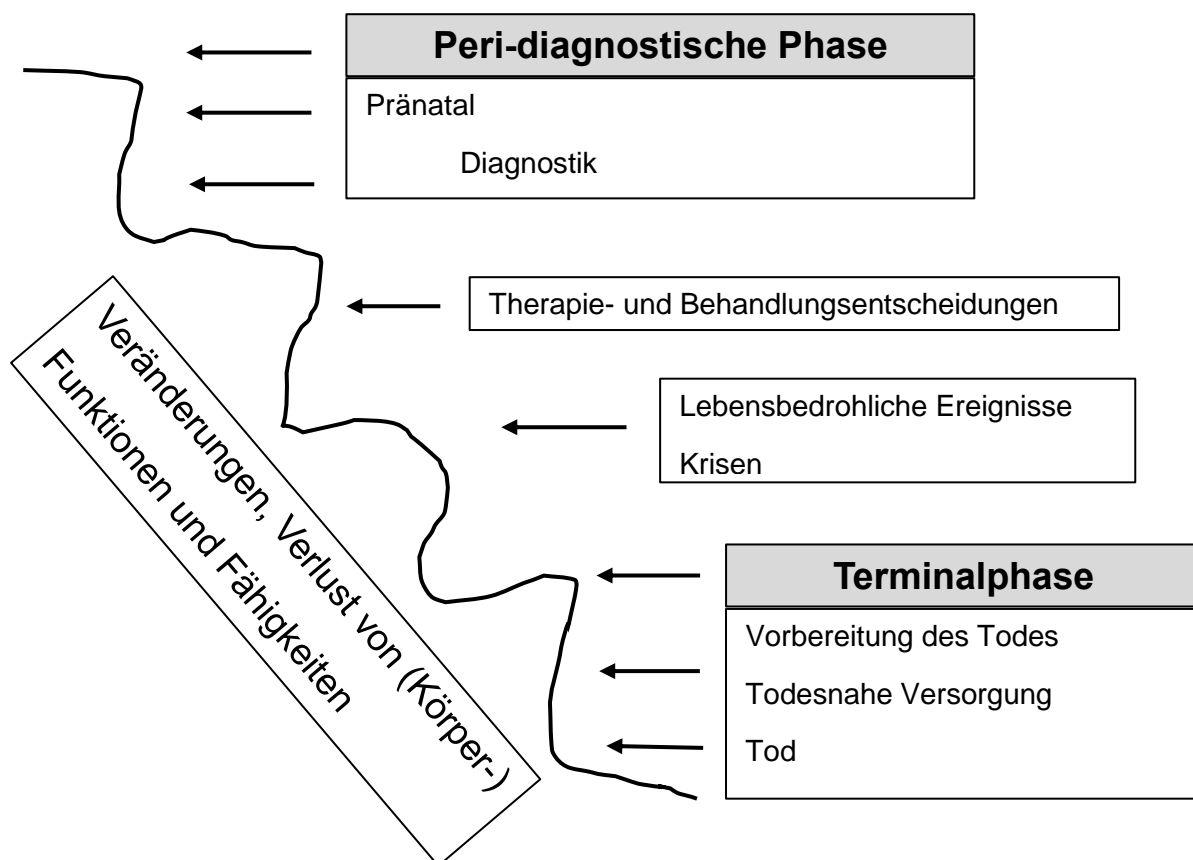 Peri-diagnostische Phase
Pränatal
Diagnostik
Therapie- und Behandlungsentscheidungen
Lebensbedrohliche Ereignisse
Krisen
Veränderungen, Verlust von (Körper-)
Funktionen und Fähigkeiten
Terminalphase
Vorbereitung des Todes
Todesnahe Versorgung
Tod